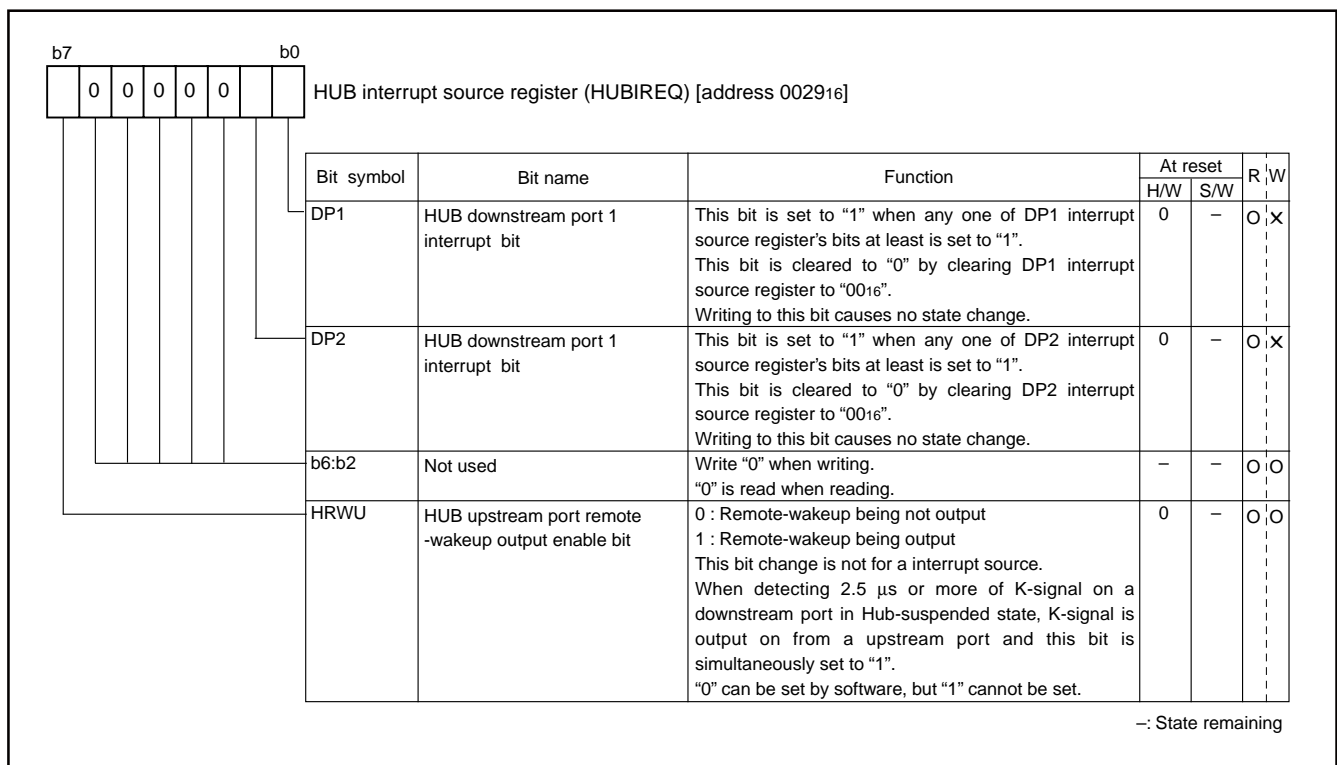 b7 b0
0 0 0 0 0
HUB interrupt source register (HUBIREQ) [address 002916]
Bit symbol Bit name Function At reset R W
H/W S/W
DP1 HUB downstream port 1 This bit is set to “1” when any one of DP1 interrupt 0 – O ×
interrupt bit source register's bits at least is set to “1”.
This bit is cleared to “0” by clearing DP1 interrupt
source register to “0016”.
Writing to this bit causes no state change.
DP2 HUB downstream port 1 This bit is set to “1” when any one of DP2 interrupt 0 – O ×
interrupt bit source register's bits at least is set to “1”.
This bit is cleared to “0” by clearing DP2 interrupt
source register to “0016”.
Writing to this bit causes no state change.
b6:b2 Not used Write “0” when writing. – – O O
“0” is read when reading.
HRWU HUB upstream port remote 0 : Remote-wakeup being not output 0 – O O
-wakeup output enable bit 1 : Remote-wakeup being output
This bit change is not for a interrupt source.
When detecting 2.5 μs or more of K-signal on a
downstream port in Hub-suspended state, K-signal is
output on from a upstream port and this bit is
simultaneously set to “1”.
“0” can be set by software, but “1” cannot be set.
–: State remaining